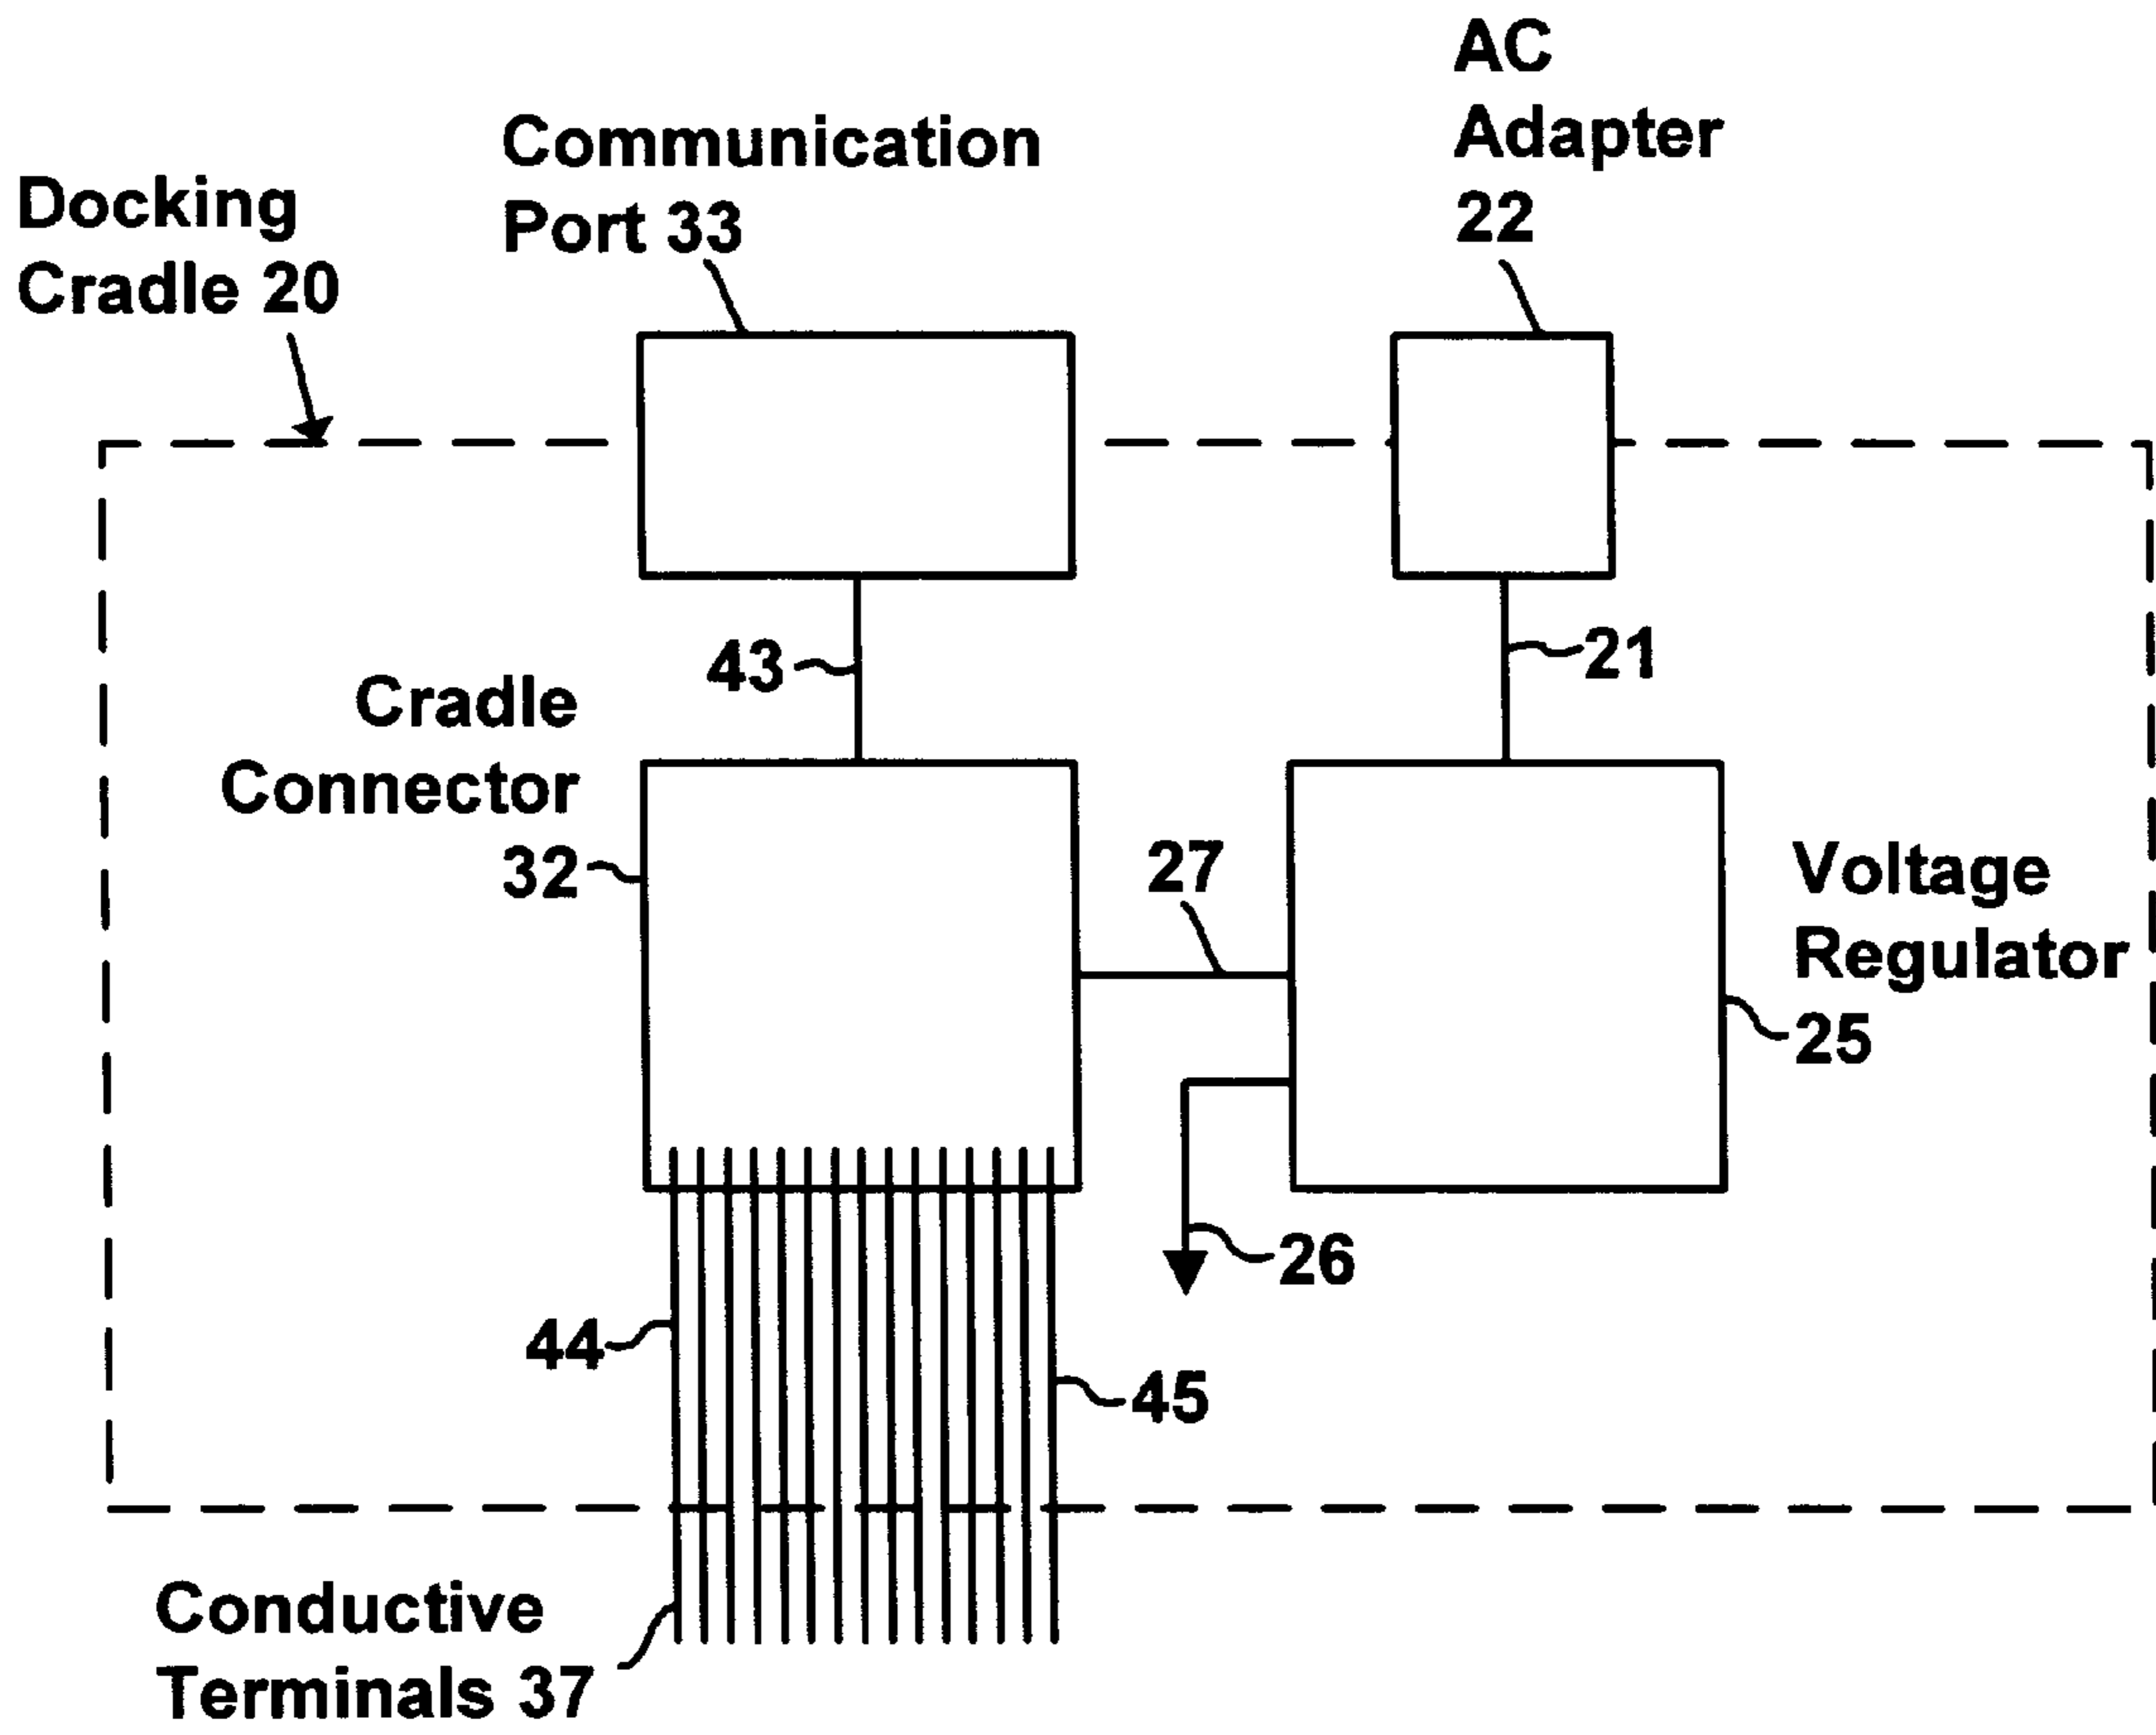 AC
Adapter
22
Communication
Port 33
Docking
Cradle 20
43
21
Cradle
Connector
32
27
Voltage
Regulator
25
26
44
45
Conductive
Terminals 37